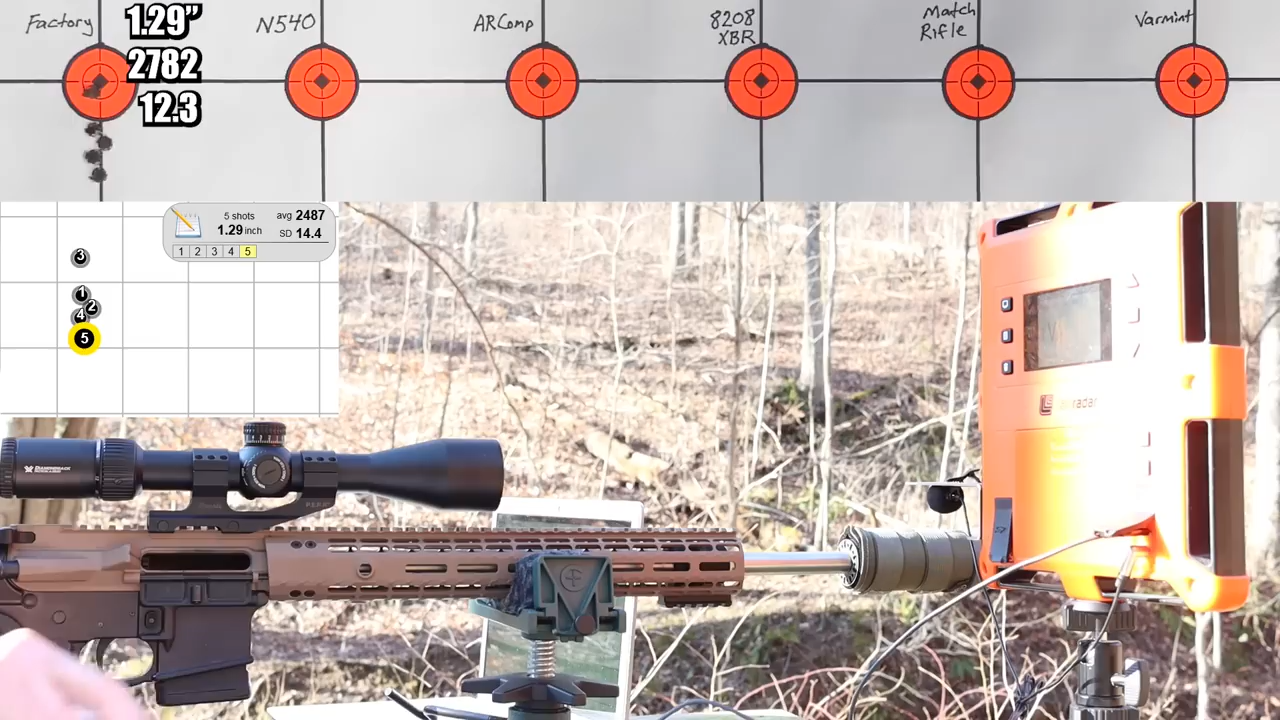 Factory
1.29”
2782
12.3
N540
ARComp
8208
XBR
Match
Rifle
Varmint
5 shots
1.29 inch
avg 2487
SD 14.4
1 2 3 4 5
3
1
2
4
5
DIAMONDBACK